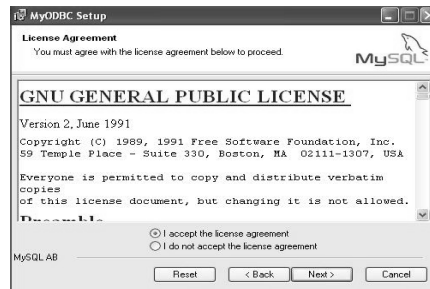 MyODBC Setup
License Agreement
You must agree with the license agreement below to proceed.
MySQL
GNU GENERAL PUBLIC LICENSE
Version 2, June 1991
Copyright (C) 1989, 1991 Free Software Foundation, Inc.
59 Temple Place - Suite 330, Boston, MA 02111-1307, USA
Everyone is permitted to copy and distribute verbatim
copies
of this license document, but changing it is not allowed.
Preamble
I accept the license agreement
I do not accept the license agreement
MySQL AB
Reset
< Back
Next >
Cancel